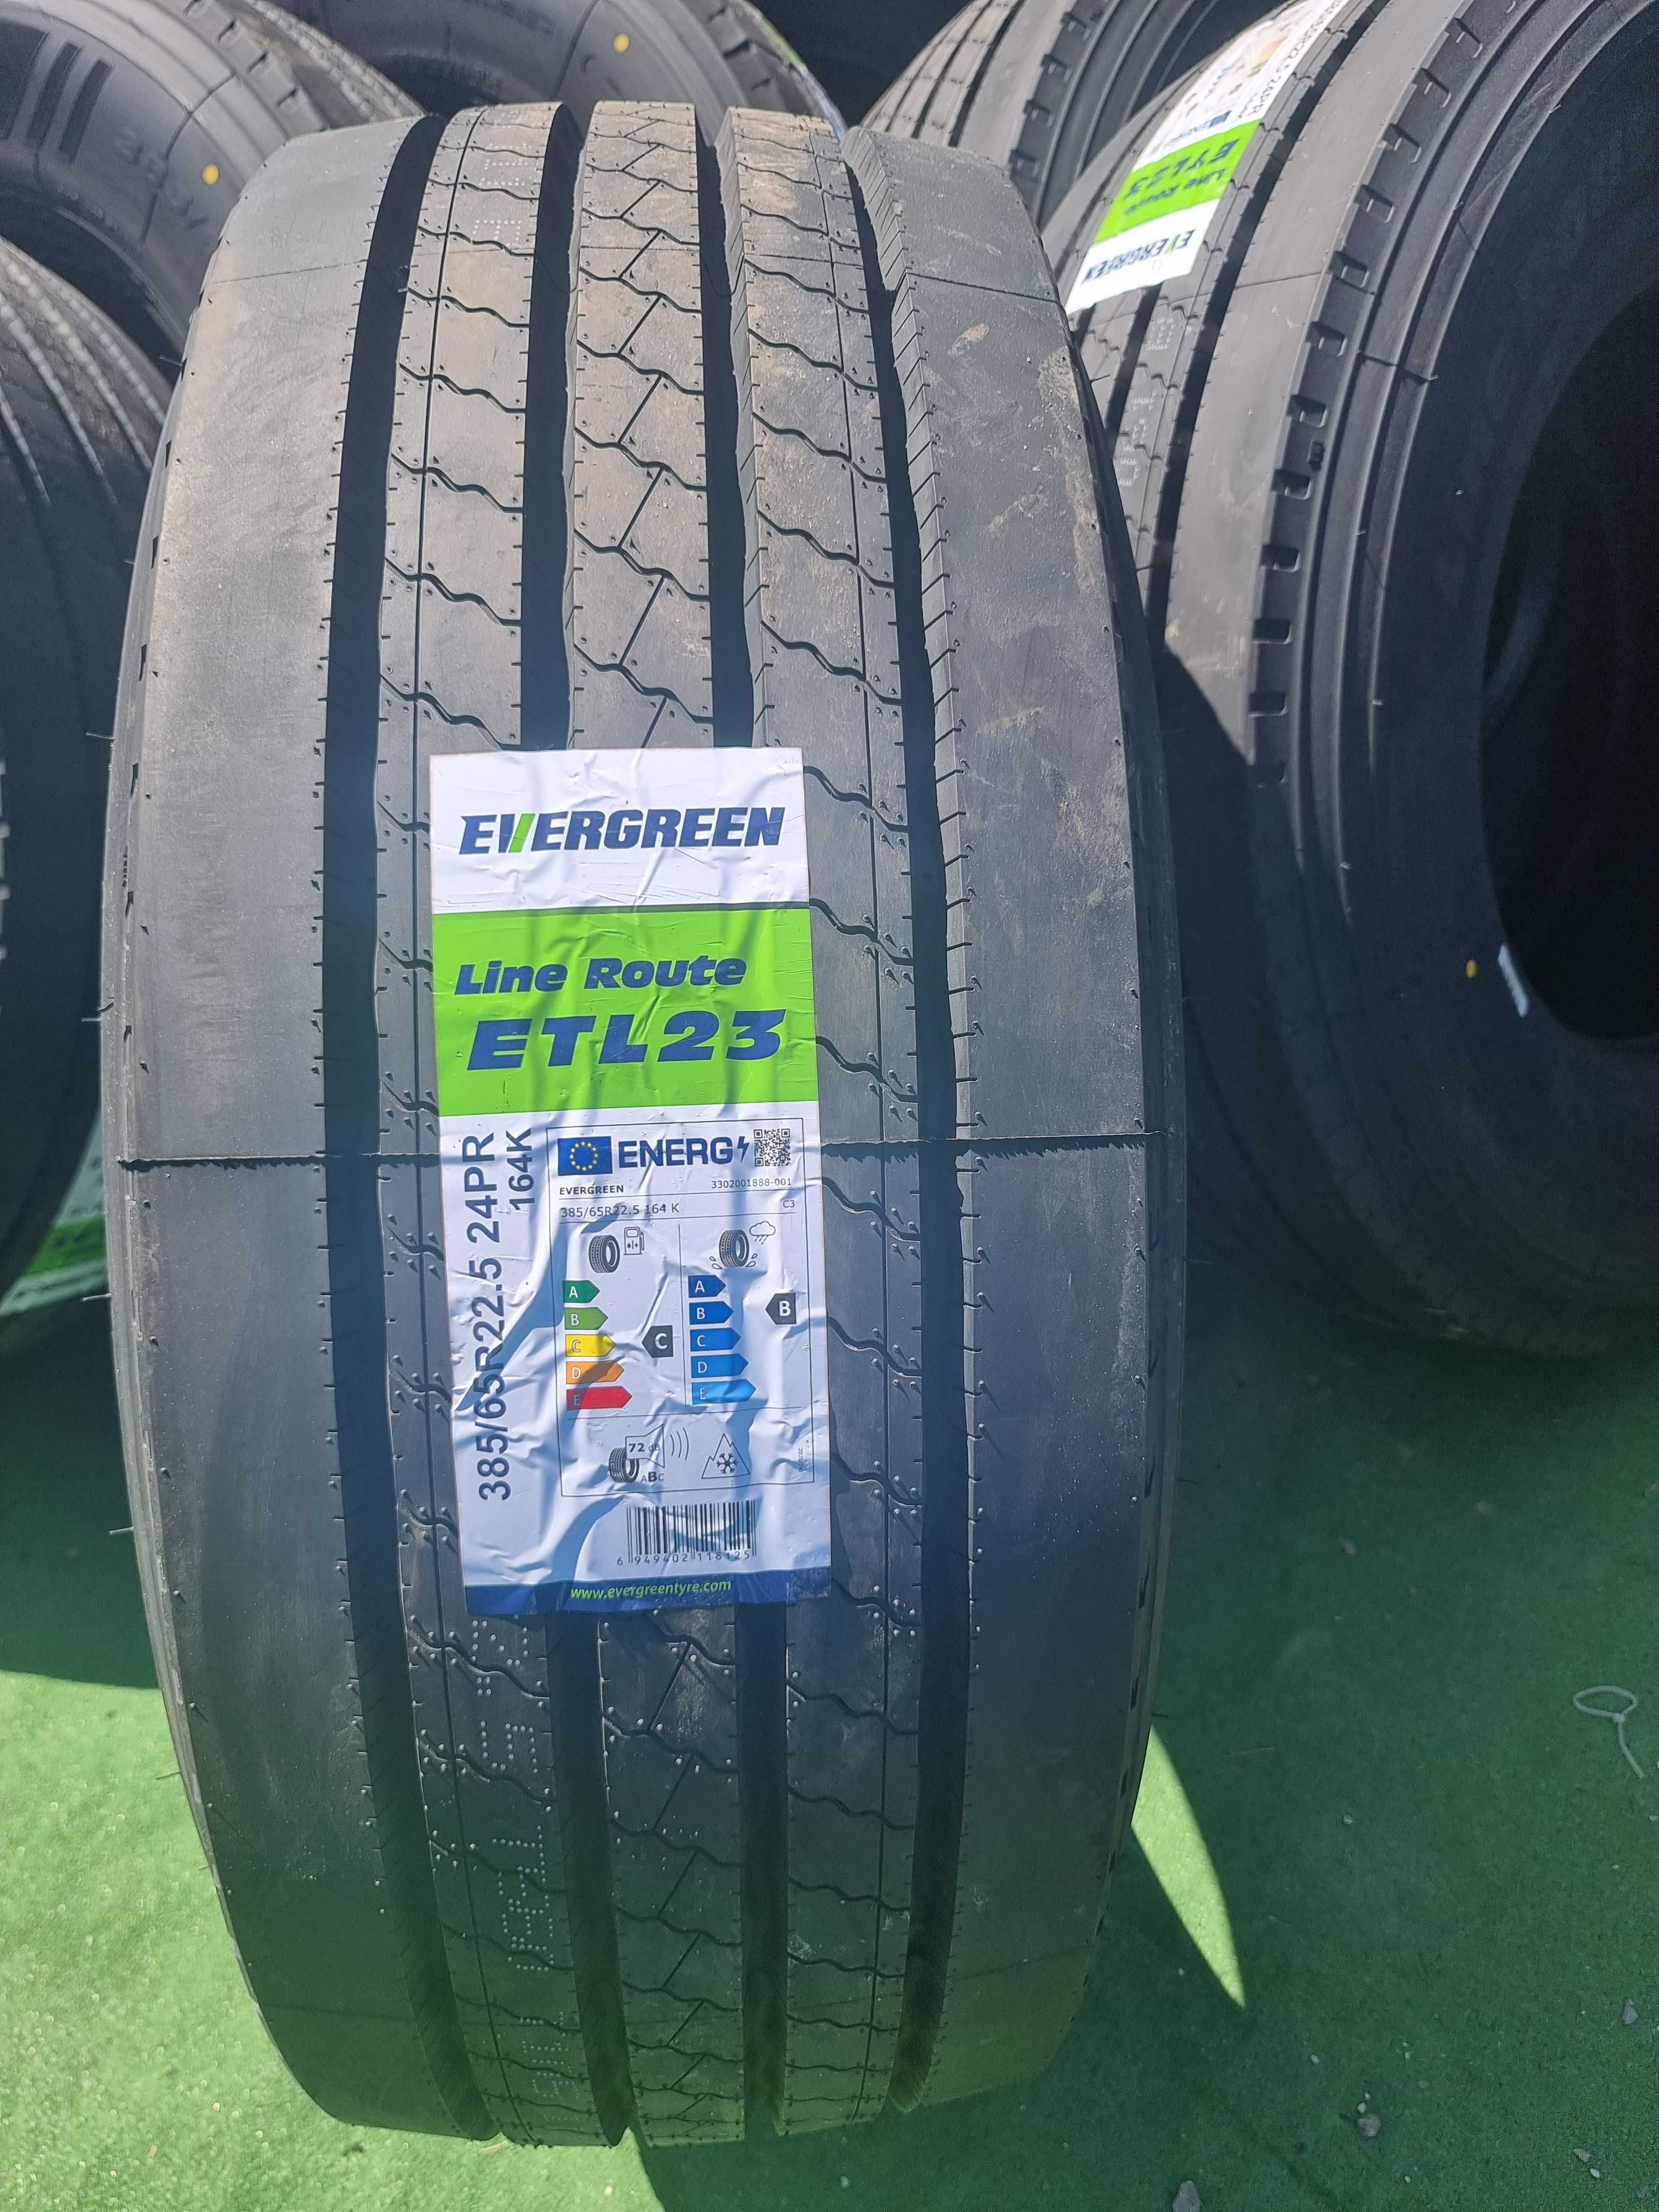 EVERGREEN
Line Route
ETL23
385/65R22.5 24PR
164K
ENERG
EVERGREEN
3302001888-001
385/65R22.5 164 K
C3
A
B
C
D
E
C
A
B
C
D
E
B
72 dB
ABC
6 949402 118125
www.evergreentyre.com
EVERGREEN
Line Route
ETL23